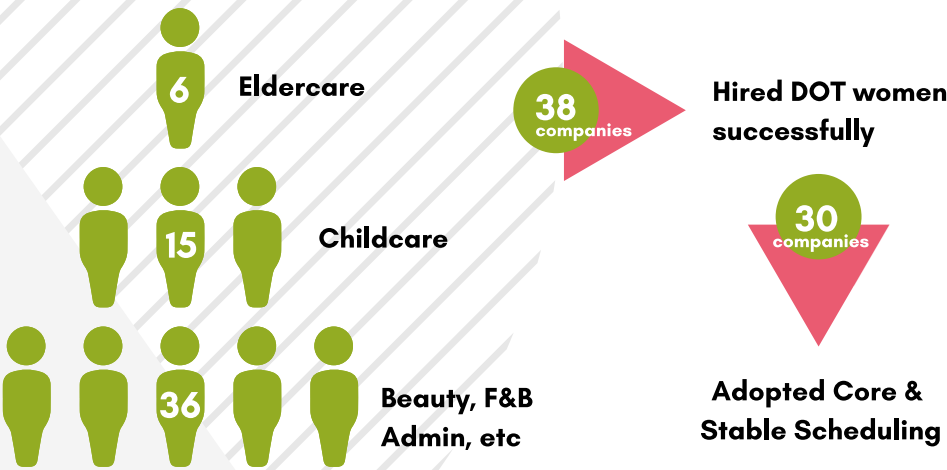 6
Eldercare
15
Childcare
36
Beauty, F&B
Admin, etc
38
companies
Hired DOT women
successfully
30
companies
Adopted Core &
Stable Scheduling